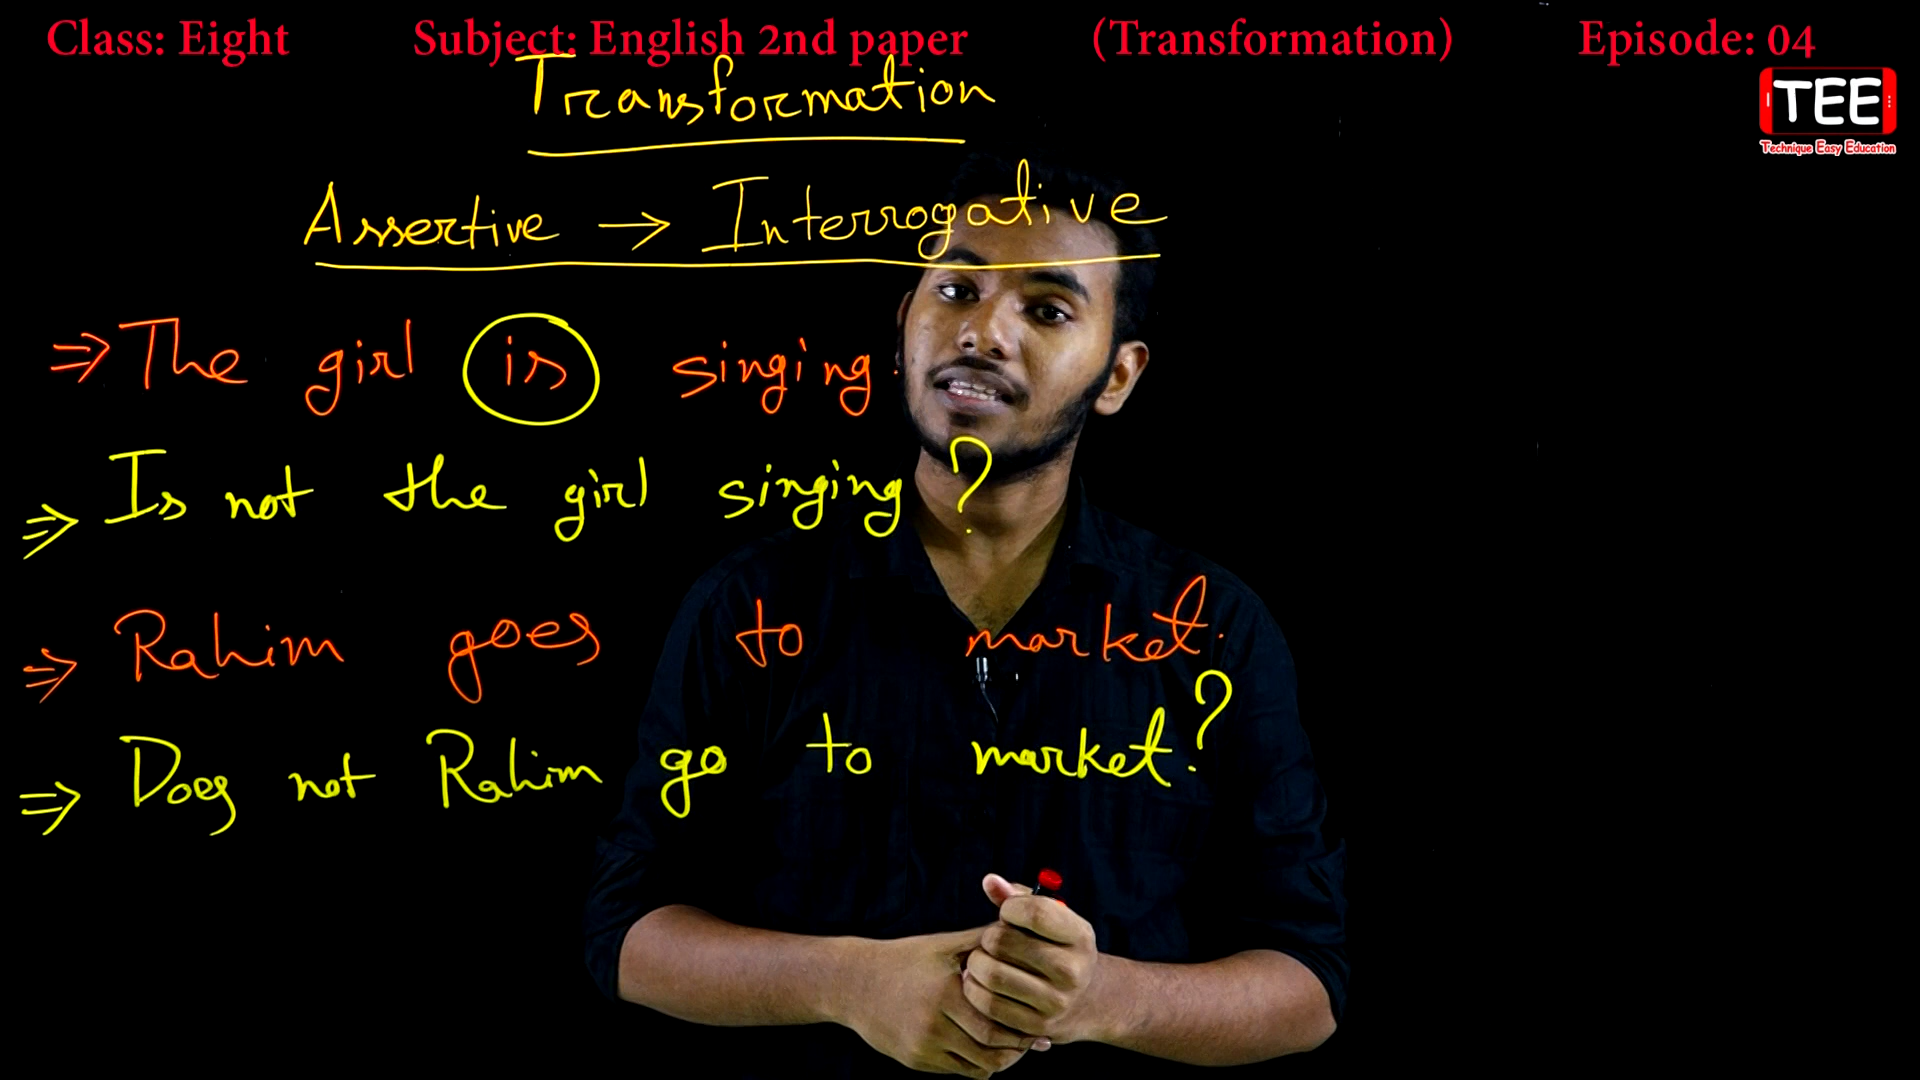 Class: Eight Subject: English 2nd paper (Transformation) Episode: 04
TEE
Technique Easy Education
Transformation
Assertive → Interrogative
⇒ The girl is singing.
⇒ Is not the girl singing?
⇒ Rahim goes to market.
⇒ Does not Rahim go to market?